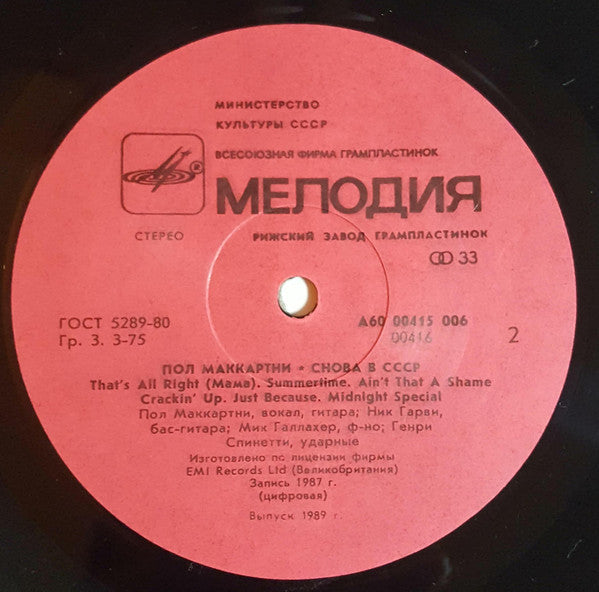 МИНИСТЕРСТВО
КУЛЬТУРЫ СССР
ВСЕСОЮЗНАЯ ФИРМА ГРАМПЛАСТИНОК
® МЕЛОДИЯ
СТЕРЕО
РИЖСКИЙ ЗАВОД ГРАМПЛАСТИНОК
33
ГОСТ 5289-80
Гр. 3. 3-75
А60 00415 006
00416
2
ПОЛ МАККАРТНИ • СНОВА В СССР
That's All Right (Мама). Summertime. Ain't That A Shame
Crackin' Up. Just Because. Midnight Special
Пол Маккартни, вокал, гитара; Ник Гарви,
бас-гитара; Мик Галлахер, ф-но; Генри
Спинетти, ударные
Изготовлено по лицензии фирмы
EMI Records Ltd (Великобритания)
Запись 1987 г.
(цифровая)
Выпуск 1989 г.